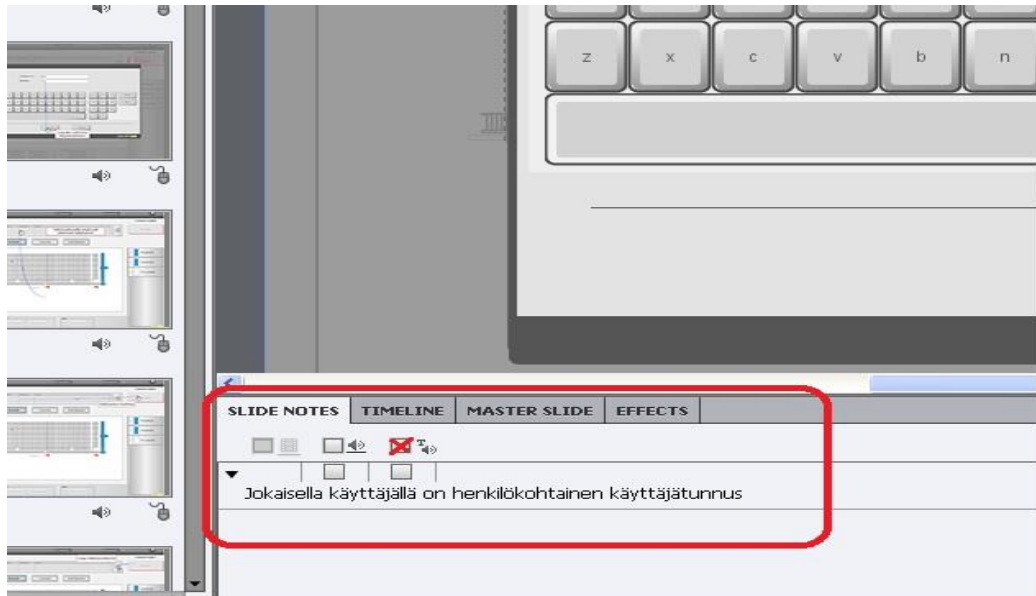 z x c v b n
SLIDE NOTES TIMELINE MASTER SLIDE EFFECTS
T
Jokaisella käyttäjällä on henkilökohtainen käyttäjätunnus